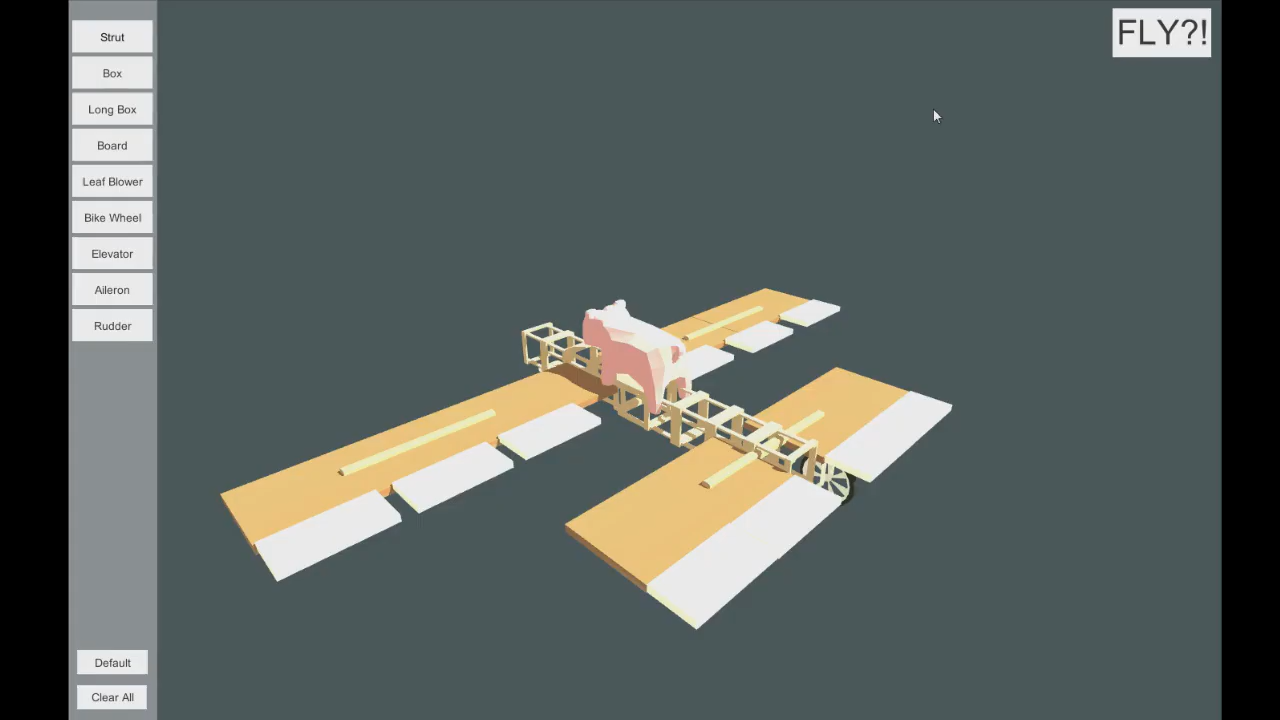 Strut
Box
Long Box
Board
Leaf Blower
Bike Wheel
Elevator
Aileron
Rudder
Default
Clear All
FLY?!